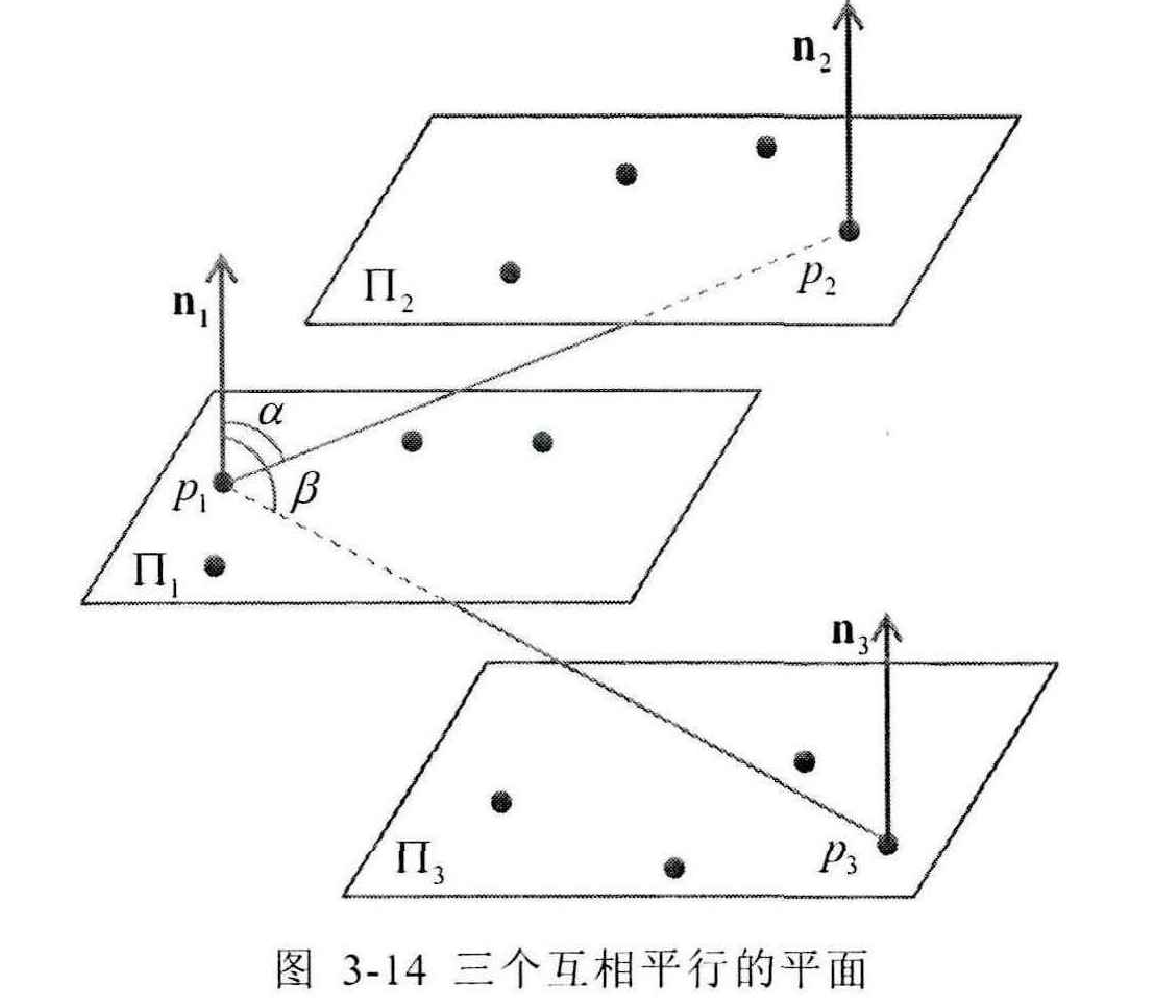 n₂
p₂
Π₂
n₁
α
p₁
β
Π₁
n₃
p₃
Π₃
图 3-14 三个互相平行的平面